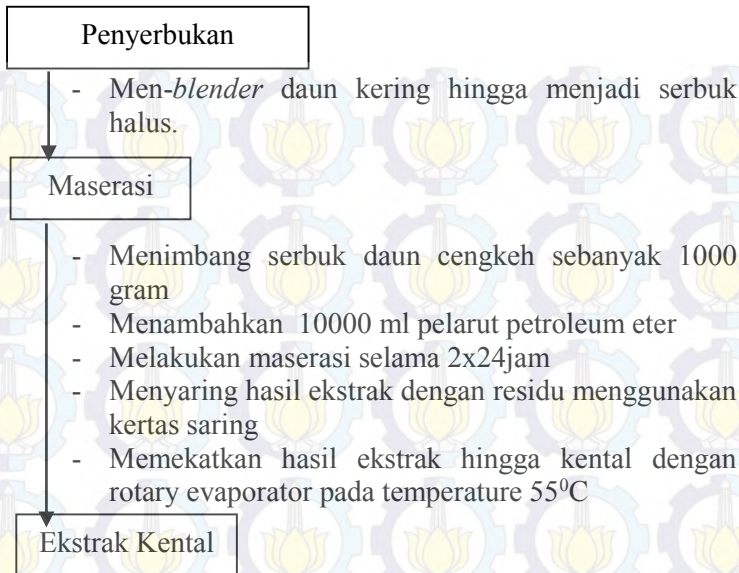 Penyerbukan
- Men-blender daun kering hingga menjadi serbuk
halus.
Maserasi
- Menimbang serbuk daun cengkeh sebanyak 1000
gram
- Menambahkan 10000 ml pelarut petroleum eter
- Melakukan maserasi selama 2x24jam
- Menyaring hasil ekstrak dengan residu menggunakan
kertas saring
- Memekatkan hasil ekstrak hingga kental dengan
rotary evaporator pada temperature 55⁰C
Ekstrak Kental